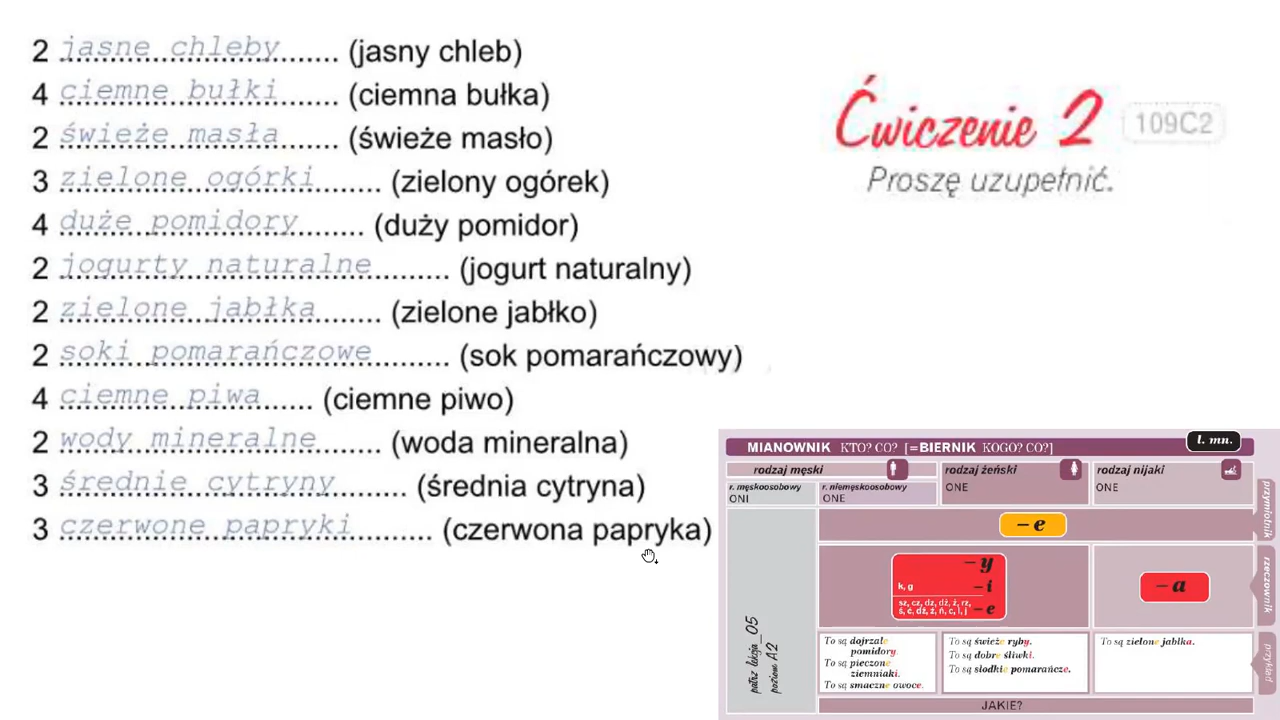 2 jasne chleby (jasny chleb)
4 ciemne bułki (ciemna bułka)
2 świeże masła (świeże masło)
3 zielone ogórki (zielony ogórek)
4 duże pomidory (duży pomidor)
2 jogurty naturalne (jogurt naturalny)
2 zielone jabłka (zielone jabłko)
2 soki pomarańczowe (sok pomarańczowy)
4 ciemne piwa (ciemne piwo)
2 wody mineralne (woda mineralna)
3 średnie cytryny (średnia cytryna)
3 czerwone papryki (czerwona papryka)
Ćwiczenie 2 109C2
Proszę uzupełnić.
MIANOWNIK KTO? CO? [=BIERNIK KOGO? CO?] l. mn.
rodzaj męski rodzaj żeński rodzaj nijaki
ONE ONE
r. męskoosobowy r. niemęskoosobowy
ONI ONE
przymiotnik
– e
rzeczownik
– y
k, g – i
sz, cz, dz, dż, ż, rz,
ś, ć, dź, ź, ń, c, l, j – e
– a
przykład
To są dojrzałe
pomidory.
To są pieczone
ziemniaki.
To są smaczne owoce.
To są świeże ryby.
To są dobre śliwki.
To są słodkie pomarańcze.
To są zielone jabłka.
patrz lekcja_05
poziom A2
JAKIE?